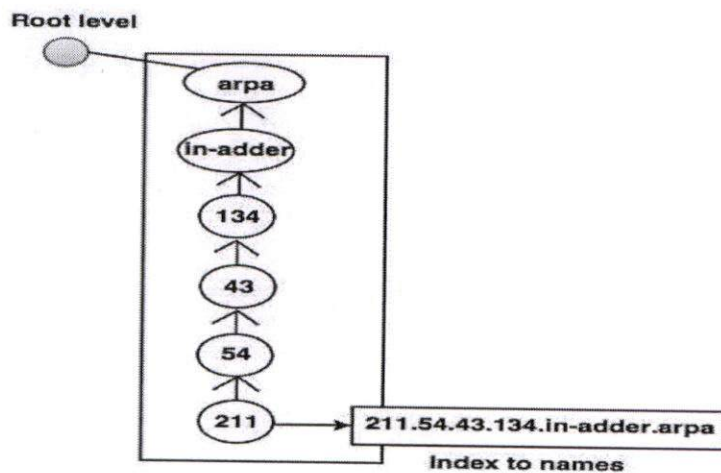 Root level
arpa
in-adder
134
43
54
211
211.54.43.134.in-adder.arpa
Index to names